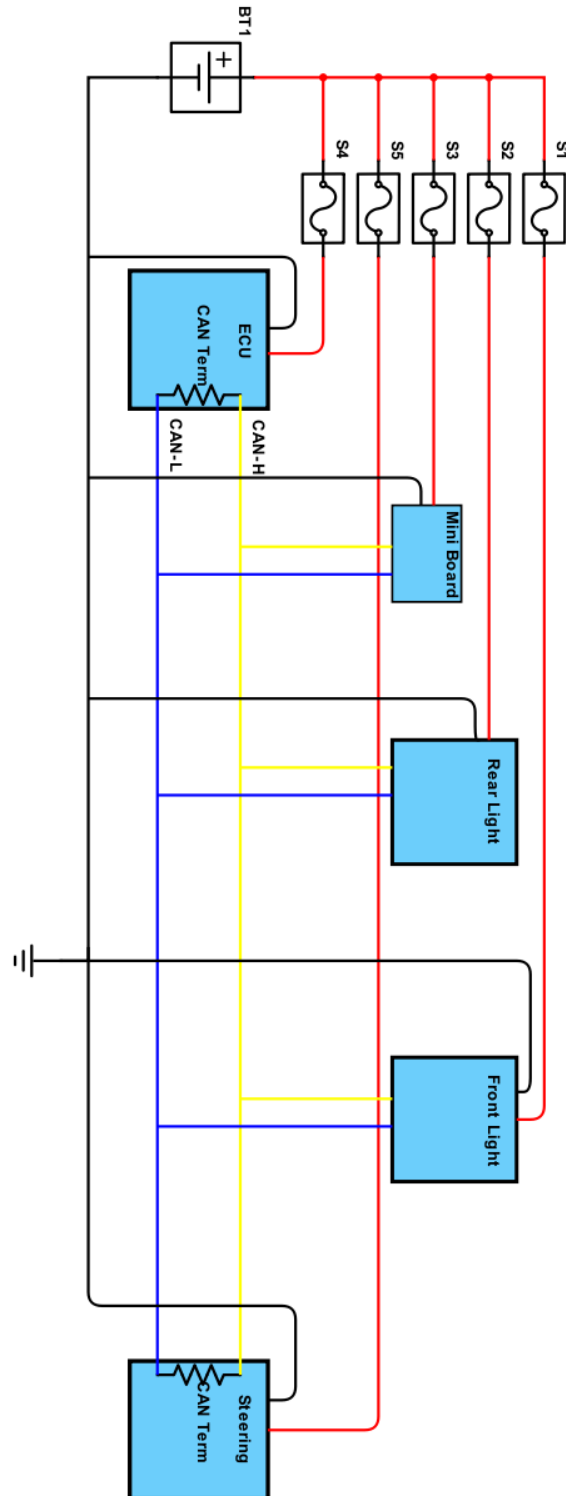 BT1
+
S4
S5
S3
S2
S1
ECU
CAN Term
CAN-H
CAN-L
Mini Board
Rear Light
Front Light
Steering
CAN Term